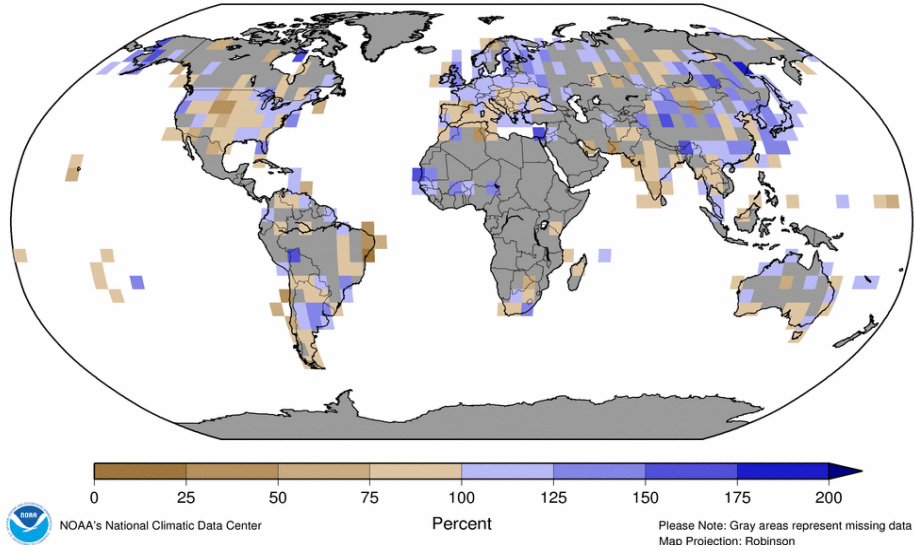 0 25 50 75 100 125 150 175 200
NOAA
NOAA's National Climatic Data Center
Percent
Please Note: Gray areas represent missing data
Map Projection: Robinson